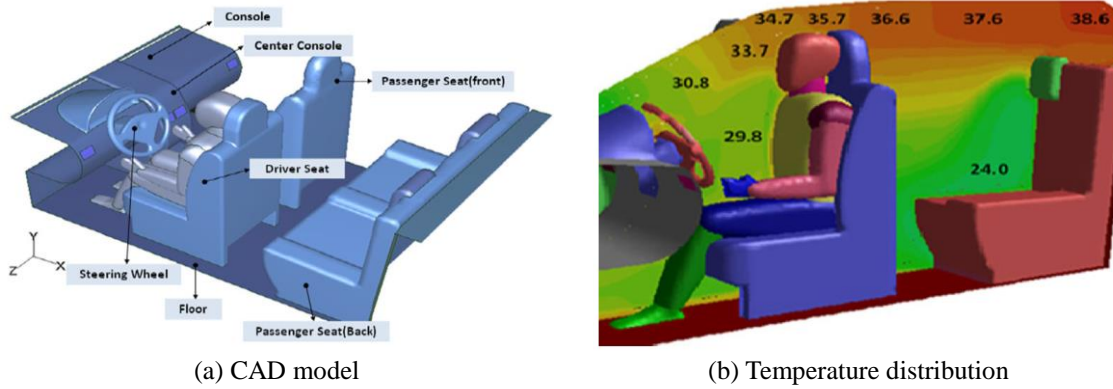 Console
Center Console
Passenger Seat(front)
Driver Seat
Y
Z
X
Steering Wheel
Floor
Passenger Seat(Back)
34.7 35.7 36.6 37.6 38.6
33.7
30.8
29.8
24.0
(a) CAD model
(b) Temperature distribution